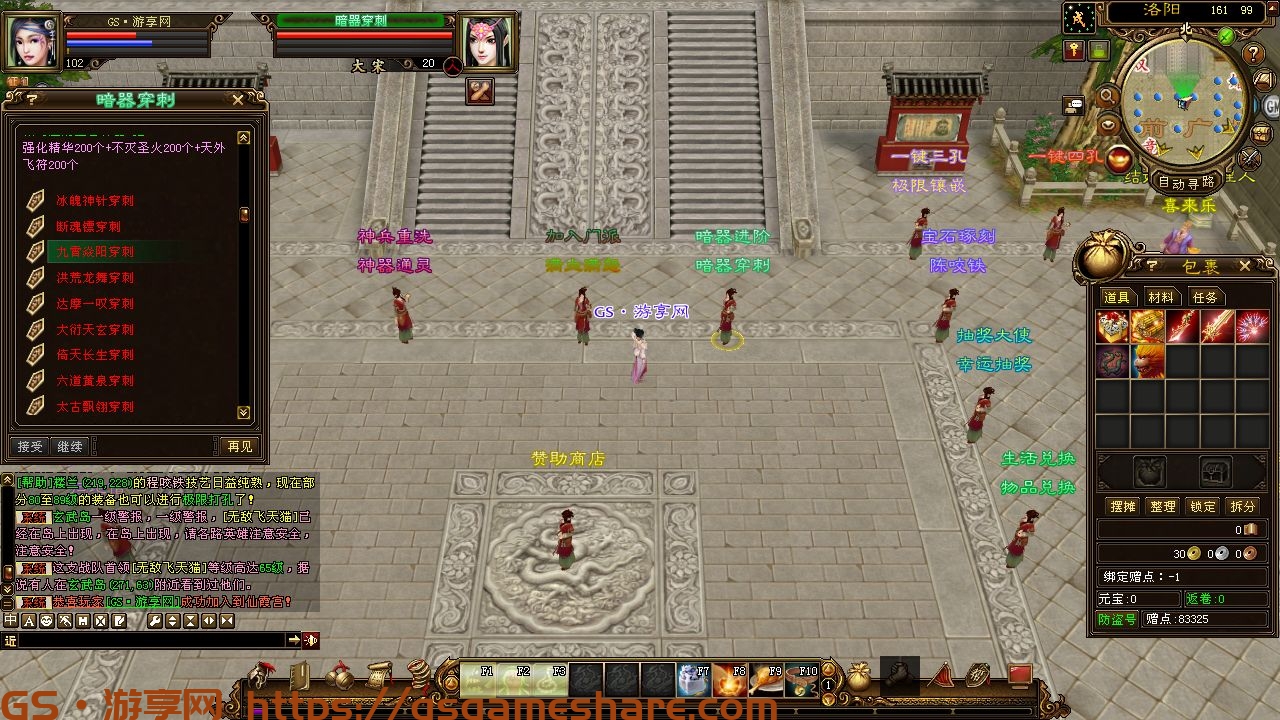 GS·游享网
102
暗器穿刺
大宋
20
洛阳
161 99
北
自动寻路
暗器穿刺
强化精华200个+不灭圣火200个+天外
飞符200个
冰魄神针穿刺
断魂镖穿刺
九霄焱阳穿刺
洪荒龙舞穿刺
达摩一叹穿刺
大衍天玄穿刺
倚天长生穿刺
六道黄泉穿刺
太古飘翎穿刺
接受
继续
再见
一键三孔
极限镶嵌
一键四孔
喜来乐
神兵重洗
神器通灵
加入门派
暗器进阶
暗器穿刺
宝石琢刻
陈咬铁
GS·游享网
抽奖大使
幸运抽奖
赞助商店
生活兑换
物品兑换
包裹
道具
材料
任务
摆摊
整理
锁定
拆分
0
30 0 0
绑定赠点:-1
元宝:0
返卷:0
防盗号
赠点:83325
[帮助]楼兰(219,228)的程咬铁技艺日益纯熟，现在部
分80至89级的装备也可以进行极限打孔了！
系统 玄武岛一级警报，一级警报，[无敌飞天猫]已
经在岛上出现，在岛上出现，请各路英雄注意安全，
注意安全！
系统 这支战队首领[无敌飞天猫]等级高达65级，据
说有人在玄武岛(271,63)附近看到过他们。
系统 恭喜玩家[GS·游享网]成功加入到仙霞宫！
近
F1 F2 F3 F7 F8 F9 F10
1
GS·游享网 https://gsgameshare.com